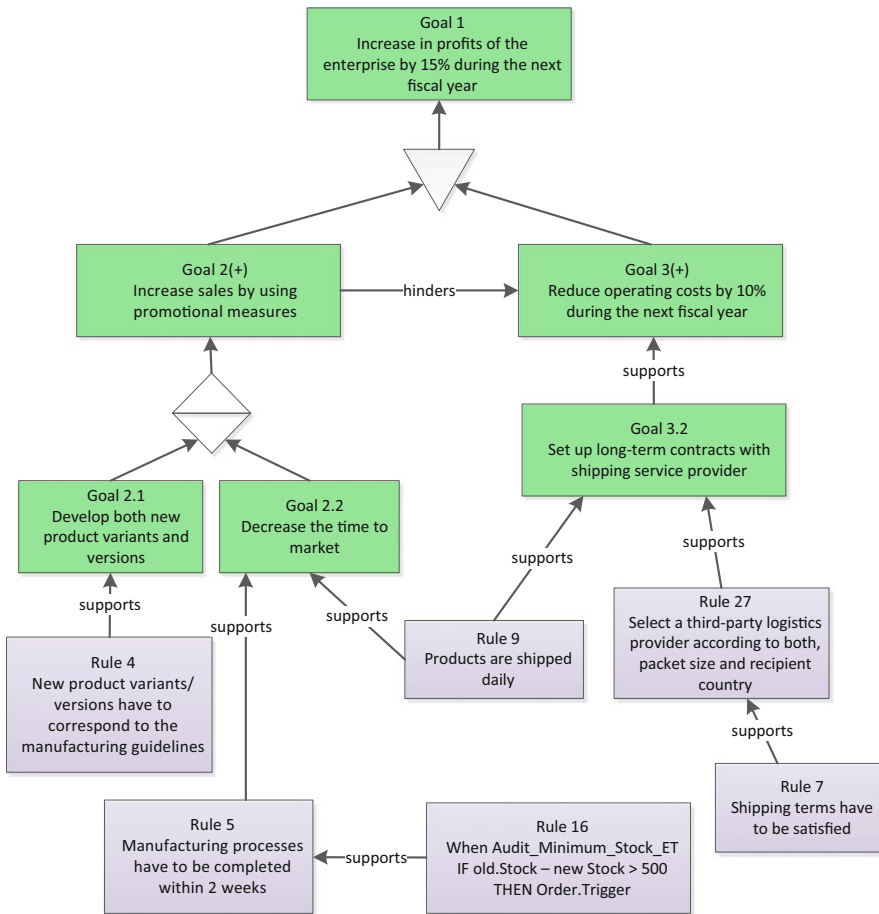 Goal 1
Increase in profits of the
enterprise by 15% during the next
fiscal year
Goal 2(+)
Increase sales by using
promotional measures
hinders
Goal 3(+)
Reduce operating costs by 10%
during the next fiscal year
supports
Goal 3.2
Set up long-term contracts with
shipping service provider
Goal 2.1
Develop both new
product variants and
versions
Goal 2.2
Decrease the time to
market
supports
supports
supports
supports
supports
Rule 4
New product variants/
versions have to
correspond to the
manufacturing guidelines
Rule 9
Products are shipped
daily
Rule 27
Select a third-party logistics
provider according to both,
packet size and recipient
country
supports
Rule 7
Shipping terms have
to be satisfied
Rule 5
Manufacturing processes
have to be completed
within 2 weeks
supports
Rule 16
When Audit_Minimum_Stock_ET
IF old.Stock – new Stock > 500
THEN Order.Trigger